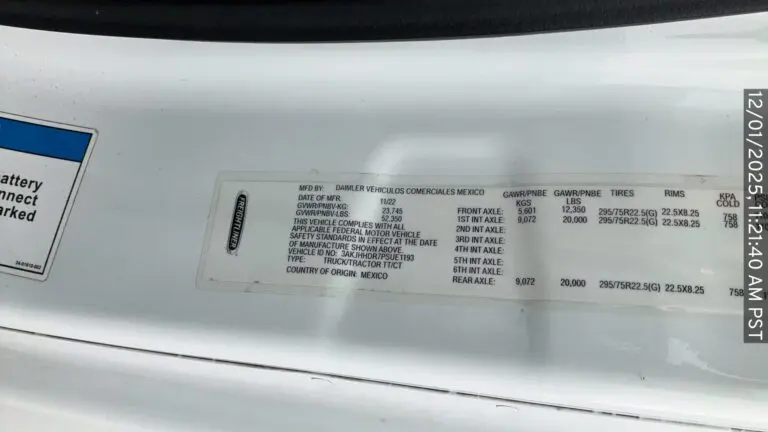 attery
nnect
arked
FREIGHTLINER
MFD BY: DAIMLER VEHICULOS COMERCIALES MEXICO
DATE OF MFR: 11/22
GVWR/PNBV-KG: 23,745
GVWR/PNBV-LBS: 52,350
THIS VEHICLE COMPLIES WITH ALL
APPLICABLE FEDERAL MOTOR VEHICLE
SAFETY STANDARDS IN EFFECT AT THE DATE
OF MANUFACTURE SHOWN ABOVE.
VEHICLE ID NO: 3AKJHHDR7PSUE1193
TYPE: TRUCK/TRACTOR TT/CT
COUNTRY OF ORIGIN: MEXICO
GAWR/PNBE KGS GAWR/PNBE LBS TIRES RIMS KPA COLD
FRONT AXLE: 5,601 12,350 295/75R22.5(G) 22.5X8.25 758
1ST INT AXLE: 9,072 20,000 295/75R22.5(G) 22.5X8.25 758
2ND INT AXLE:
3RD INT AXLE:
4TH INT AXLE:
5TH INT AXLE:
6TH INT AXLE:
REAR AXLE: 9,072 20,000 295/75R22.5(G) 22.5X8.25 758
12/01/2025 11:21:40 AM PST